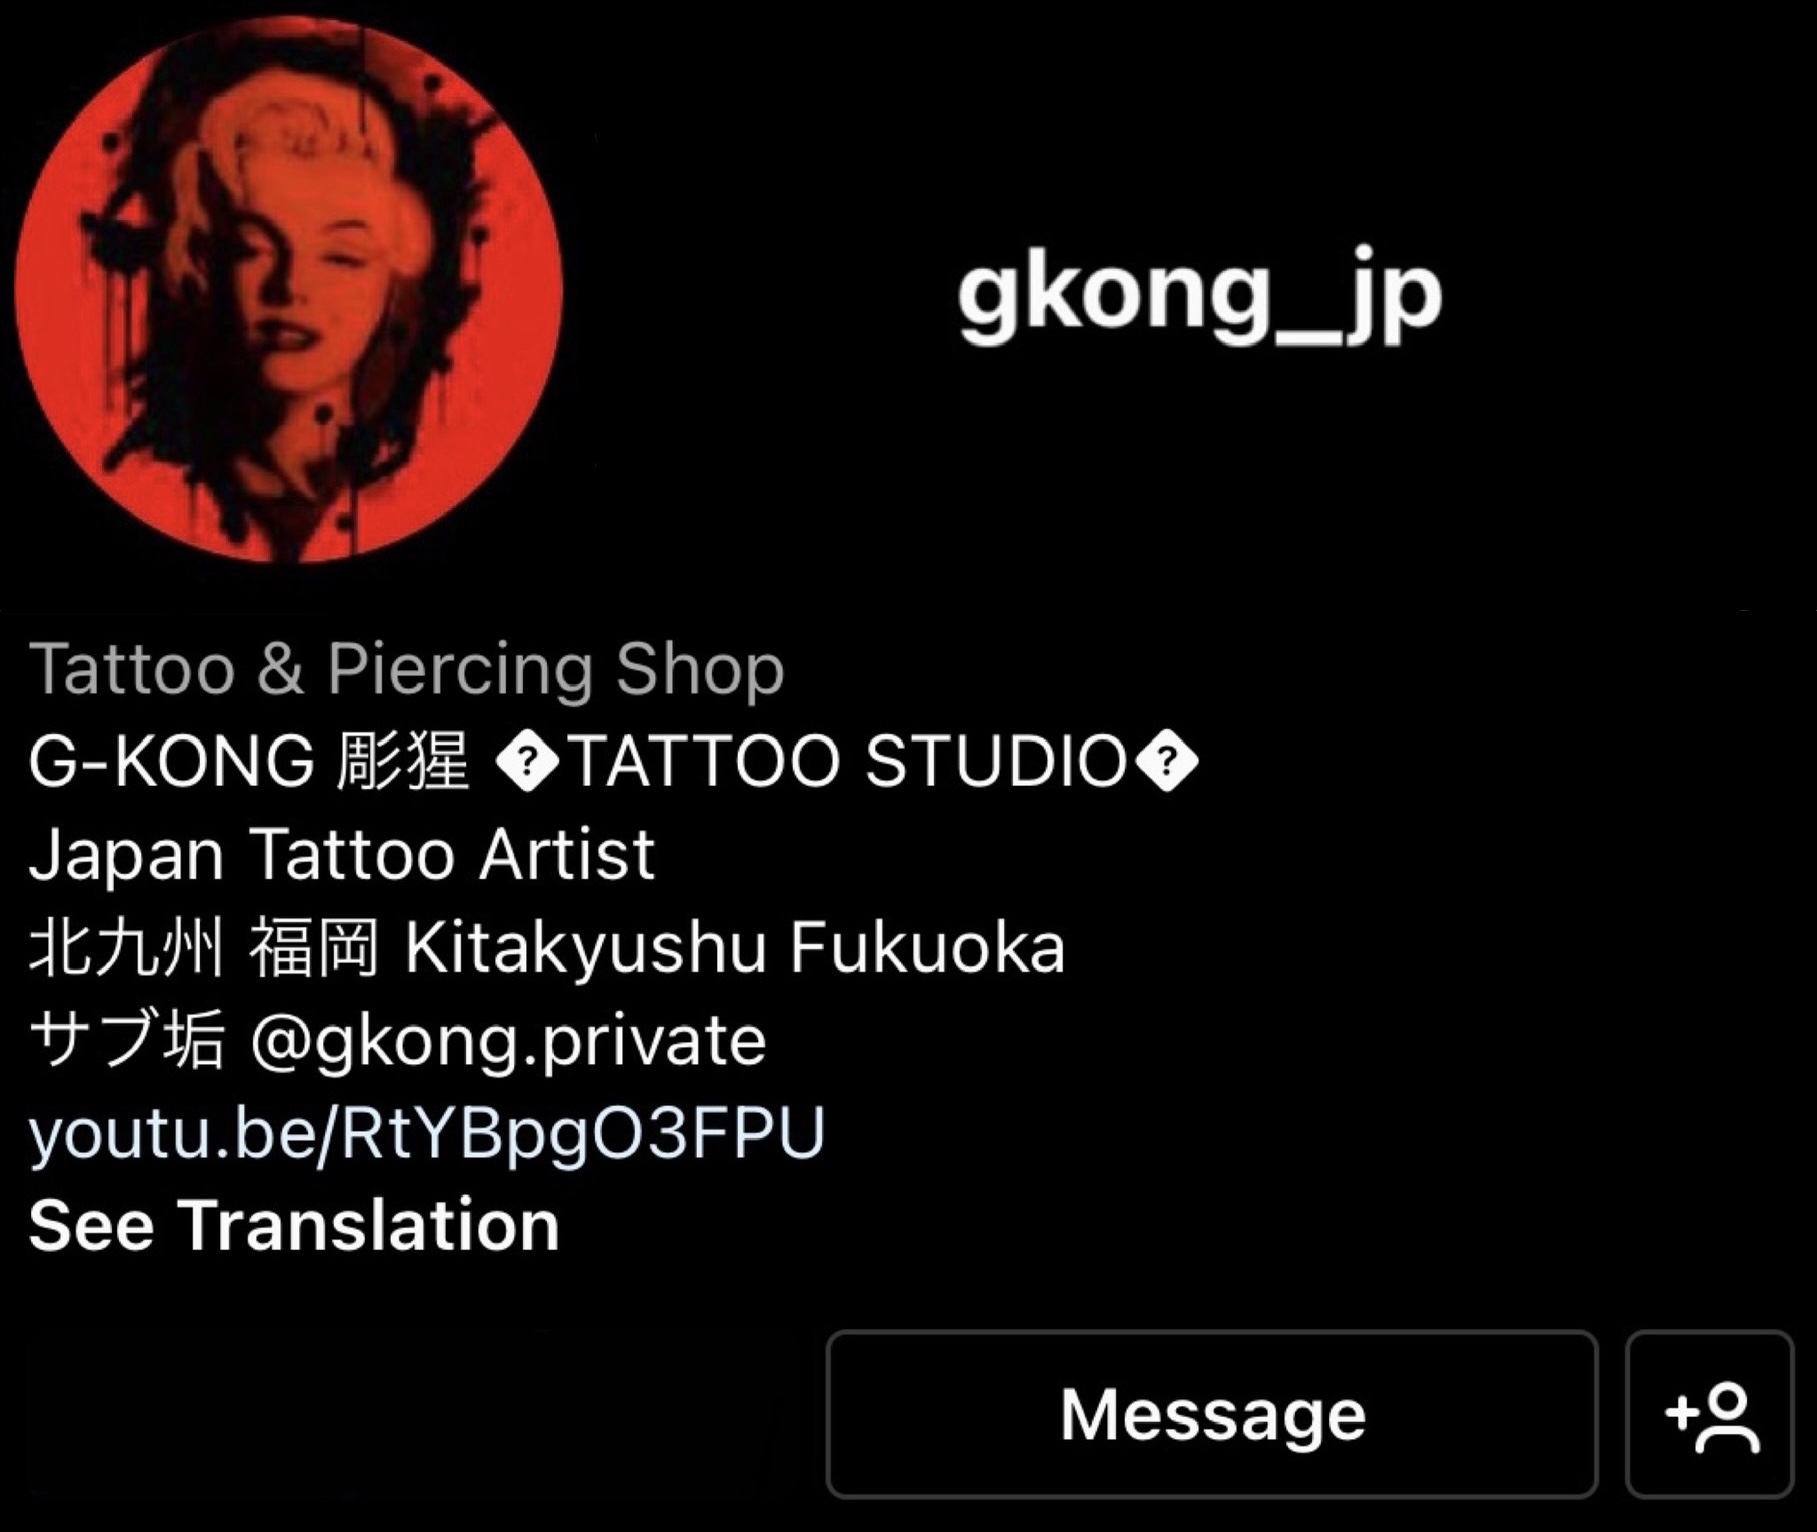 gkong_jp
Tattoo & Piercing Shop
G-KONG 彫猩 �TATTOO STUDIO�
Japan Tattoo Artist
北九州 福岡 Kitakyushu Fukuoka
サブ垢 @gkong.private
youtu.be/RtYBpgO3FPU
See Translation
Message